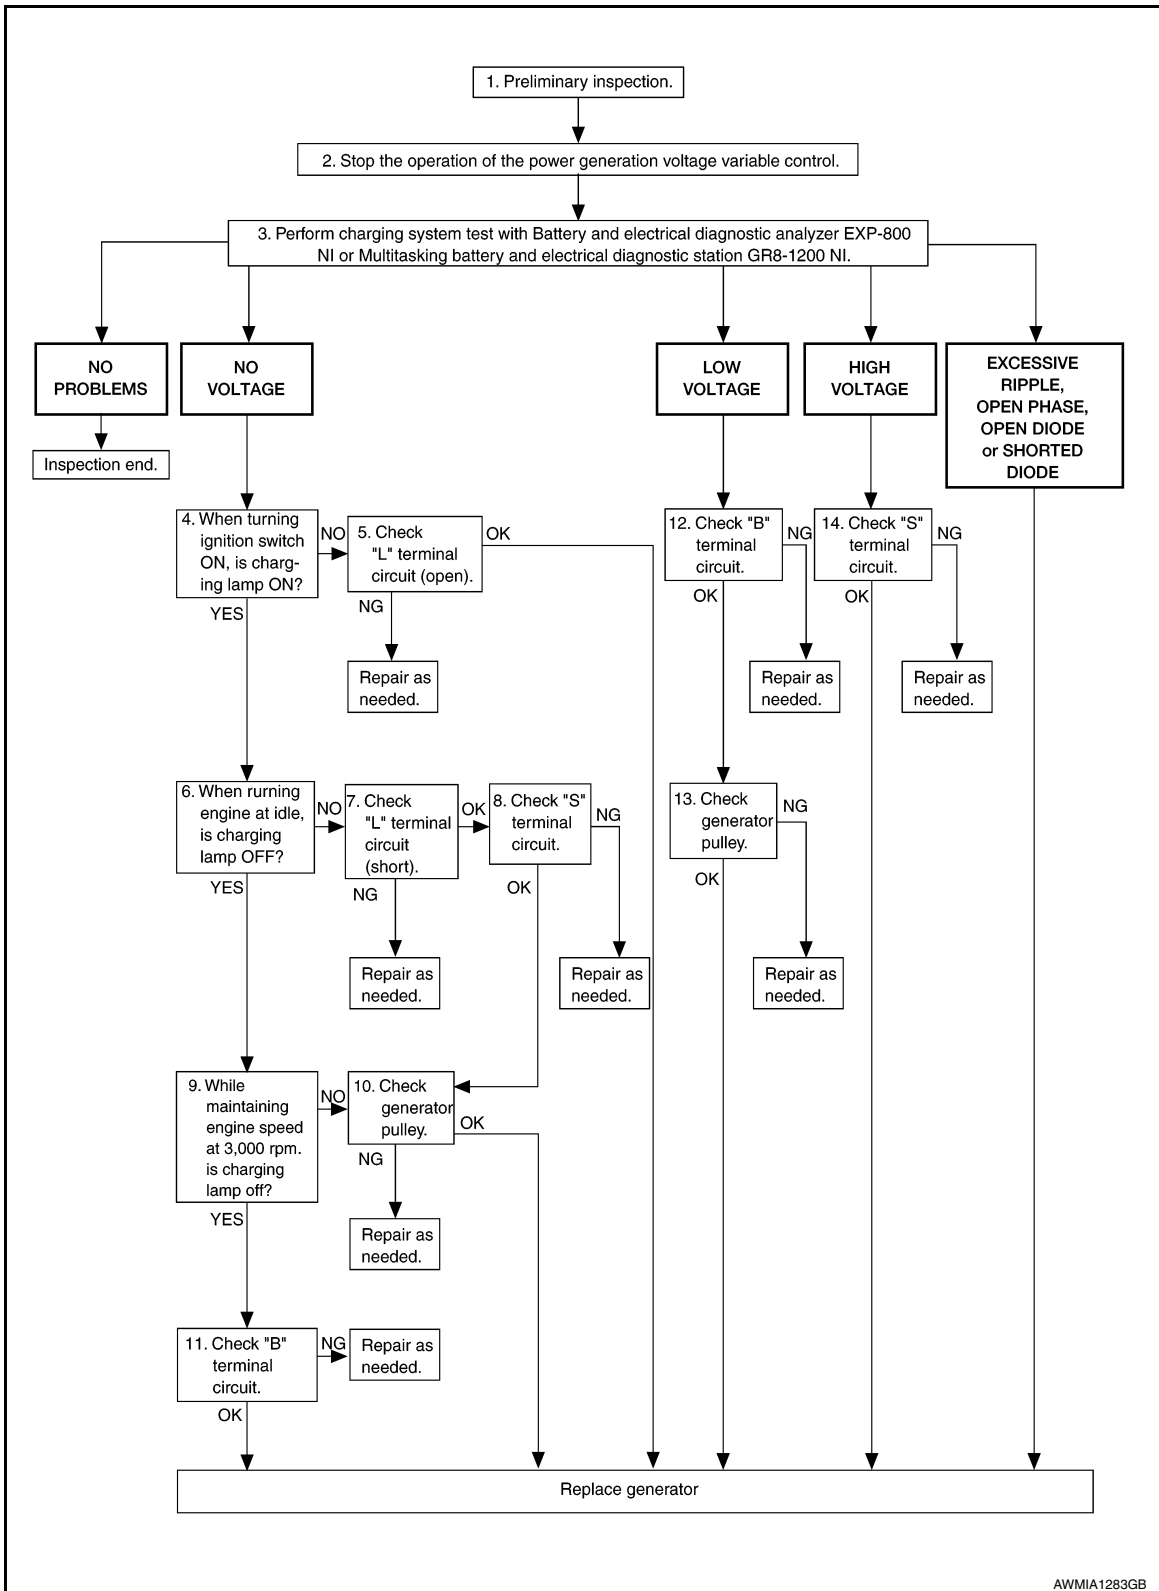 1. Preliminary inspection.
2. Stop the operation of the power generation voltage variable control.
3. Perform charging system test with Battery and electrical diagnostic analyzer EXP-800
NI or Multitasking battery and electrical diagnostic station GR8-1200 NI.
NO
PROBLEMS
NO
VOLTAGE
LOW
VOLTAGE
HIGH
VOLTAGE
EXCESSIVE
RIPPLE,
OPEN PHASE,
OPEN DIODE
or SHORTED
DIODE
Inspection end.
4. When turning
ignition switch
ON, is charg-
ing lamp ON?
NO
YES
5. Check
"L" terminal
circuit (open).
OK
NG
Repair as
needed.
12. Check "B"
terminal
circuit.
NG
OK
Repair as
needed.
14. Check "S"
terminal
circuit.
NG
OK
Repair as
needed.
6. When rurning
engine at idle,
is charging
lamp OFF?
NO
YES
7. Check
"L" terminal
circuit
(short).
OK
NG
Repair as
needed.
8. Check "S"
terminal
circuit.
NG
OK
Repair as
needed.
13. Check
generator
pulley.
NG
OK
Repair as
needed.
9. While
maintaining
engine speed
at 3,000 rpm.
is charging
lamp off?
NO
YES
10. Check
generator
pulley.
OK
NG
Repair as
needed.
11. Check "B"
terminal
circuit.
NG
OK
Repair as
needed.
Replace generator
AWMIA1283GB